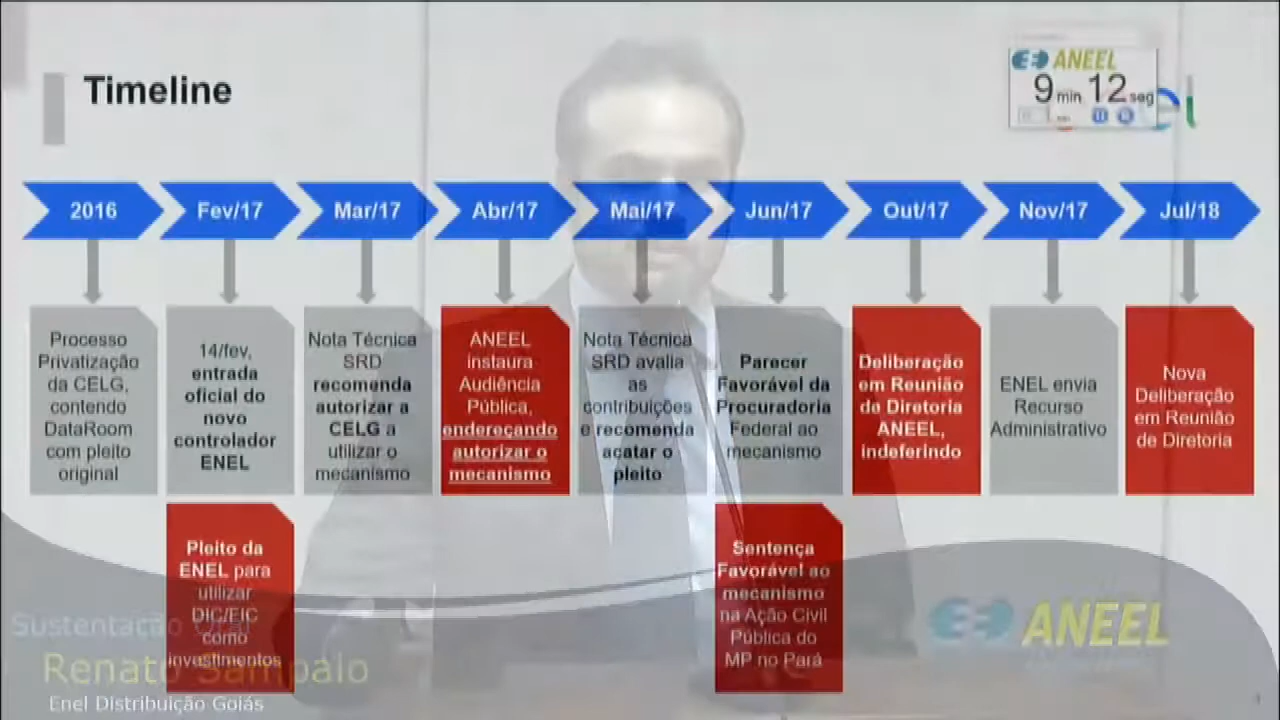 Timeline
ANEEL
9 min 12 seg
2016
Fev/17
Mar/17
Abr/17
Mai/17
Jun/17
Out/17
Nov/17
Jul/18
Processo
Privatização
da CELG,
contendo
DataRoom
com pleito
original
14/fev,
entrada
oficial do
novo
controlador
ENEL
Nota Técnica
SRD
recomenda
autorizar a
CELG a
utilizar o
mecanismo
ANEEL
instaura
Audiência
Pública,
endereçando
autorizar o
mecanismo
Nota Técnica
SRD avalia
as
contribuições
e recomenda
acatar o
pleito
Parecer
Favorável da
Procuradoria
Federal ao
mecanismo
Deliberação
em Reunião
de Diretoria
ANEEL,
indeferindo
ENEL envia
Recurso
Administrativo
Nova
Deliberação
em Reunião
de Diretoria
Pleito da
ENEL para
utilizar
DIC/FIC
como
investimentos
Sentença
Favorável ao
mecanismo
na Ação Civil
Pública do
MP no Pará
Sustentação Oral
Renato Sampaio
Enel Distribuição Goiás
ANEEL